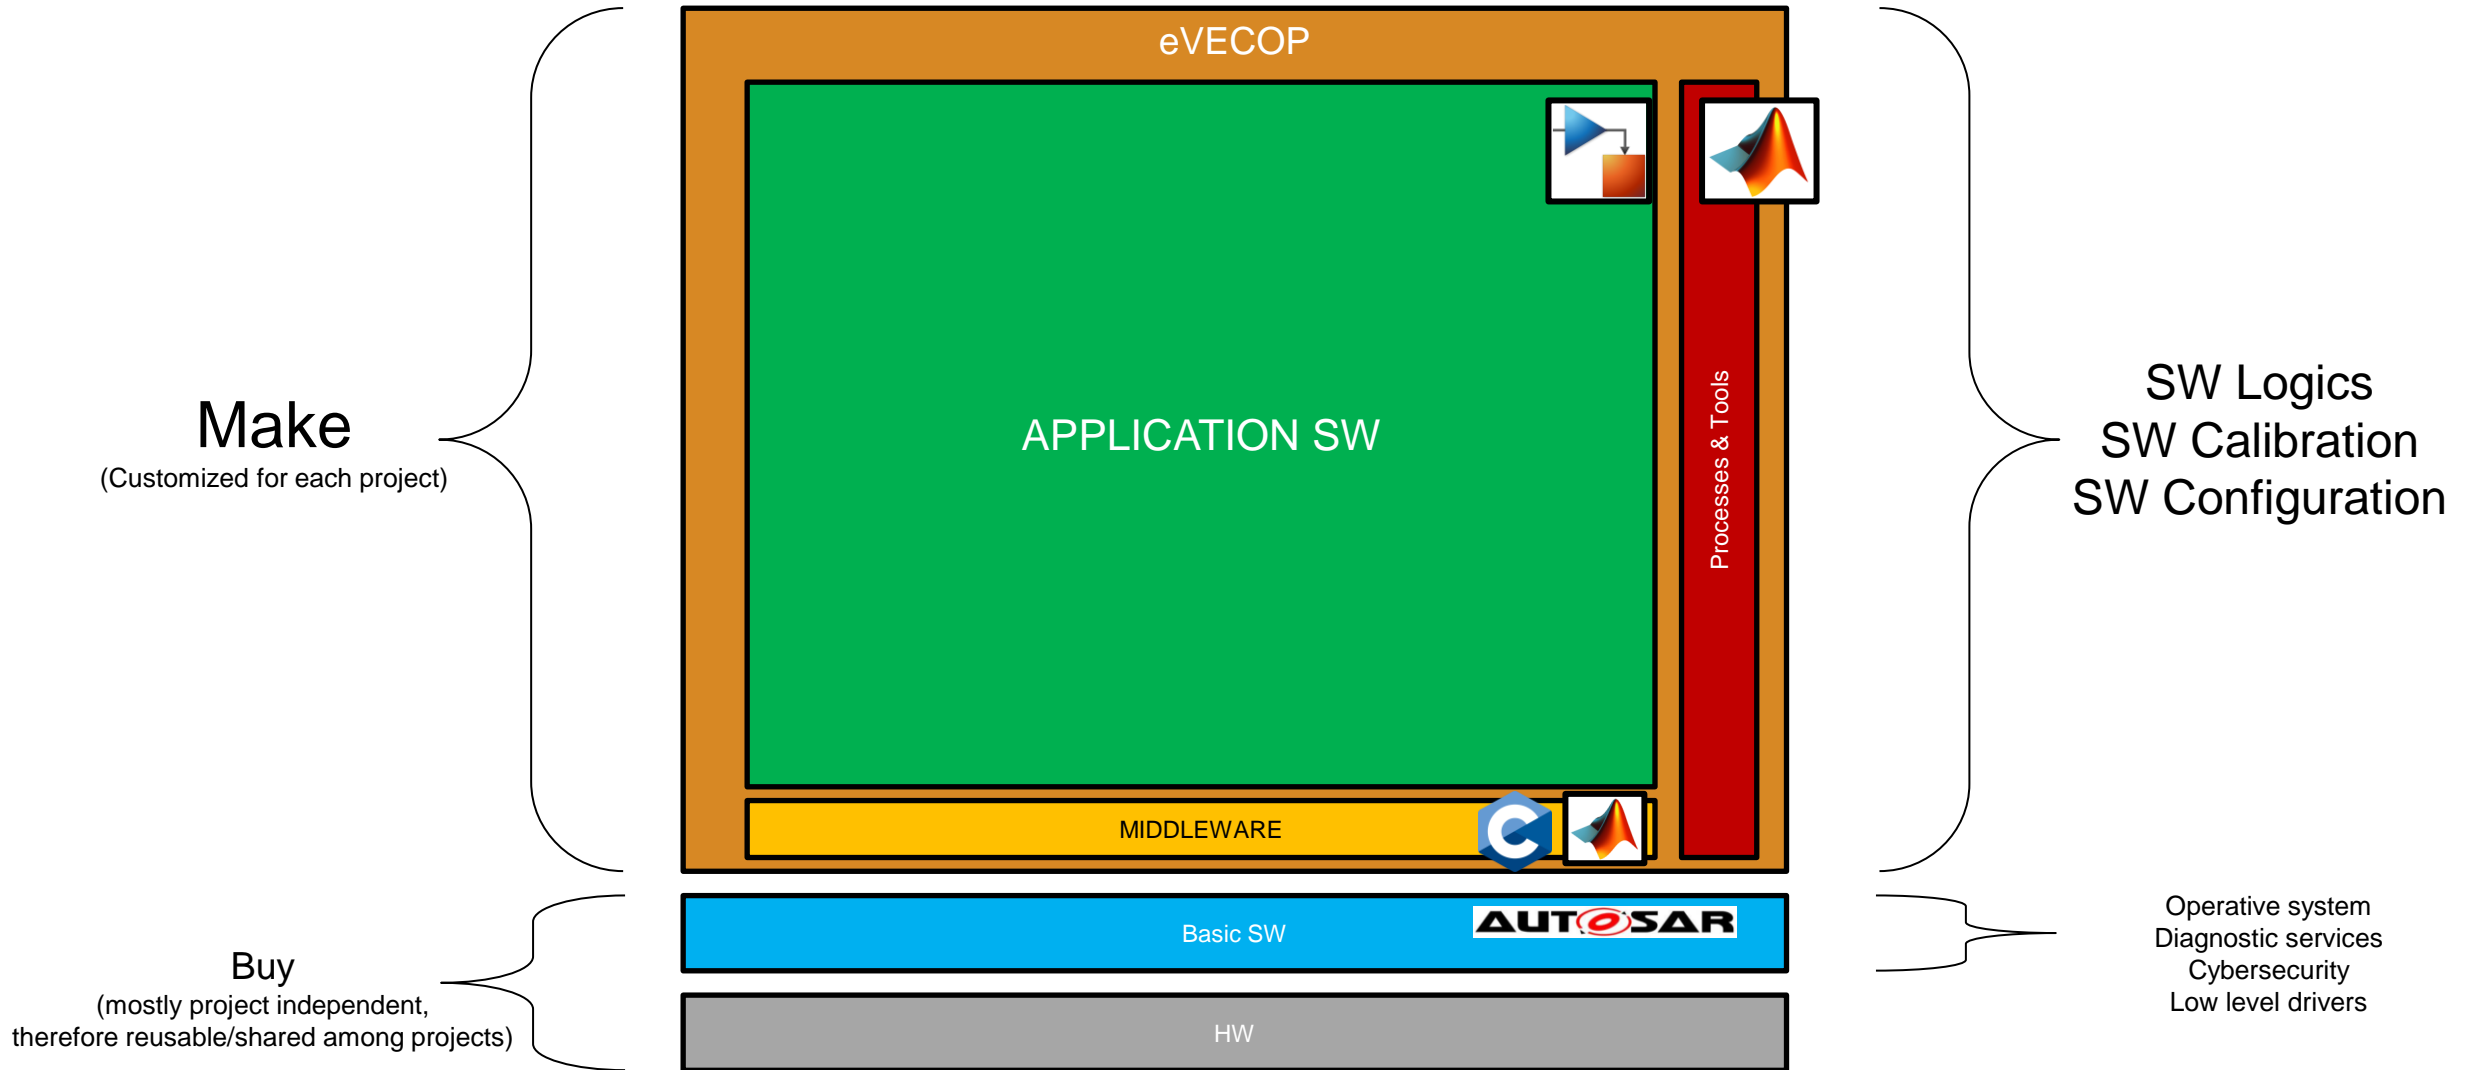 eVECOP
APPLICATION SW
Processes & Tools
MIDDLEWARE
Make
(Customized for each project)
SW Logics
SW Calibration
SW Configuration
Basic SW
AUTOSAR
Buy
(mostly project independent,
therefore reusable/shared among projects)
Operative system
Diagnostic services
Cybersecurity
Low level drivers
HW